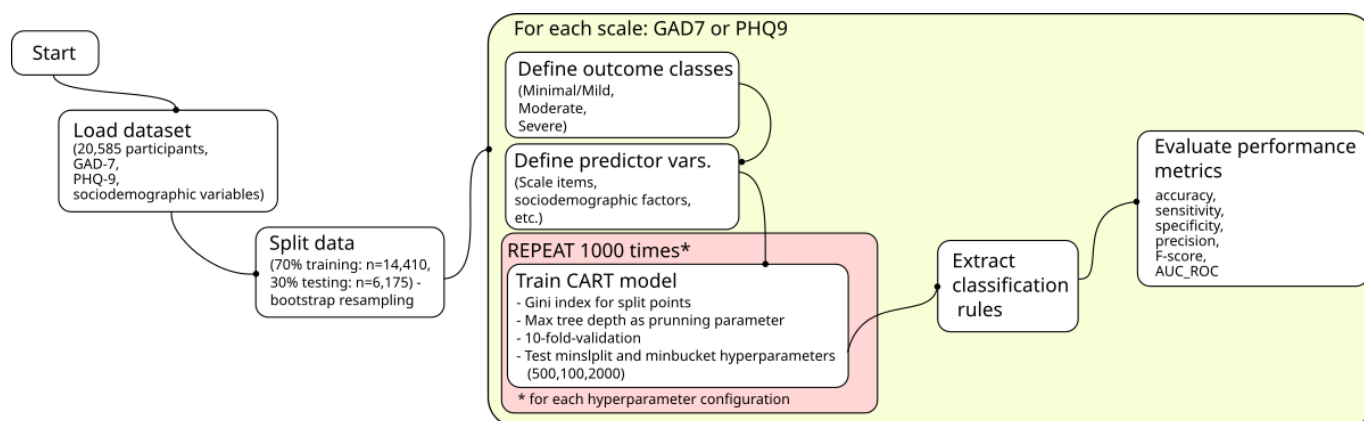 Start
Load dataset
(20,585 participants,
GAD-7,
PHQ-9,
sociodemographic variables)
Split data
(70% training: n=14,410,
30% testing: n=6,175) -
bootstrap resampling
For each scale: GAD7 or PHQ9
Define outcome classes
(Minimal/Mild,
Moderate,
Severe)
Define predictor vars.
(Scale items,
sociodemographic factors,
etc.)
REPEAT 1000 times*
Train CART model
- Gini index for split points
- Max tree depth as prunning parameter
- 10-fold-validation
- Test minslplit and minbucket hyperparameters
(500,100,2000)
* for each hyperparameter configuration
Extract
classification
rules
Evaluate performance
metrics
accuracy,
sensitivity,
specificity,
precision,
F-score,
AUC_ROC